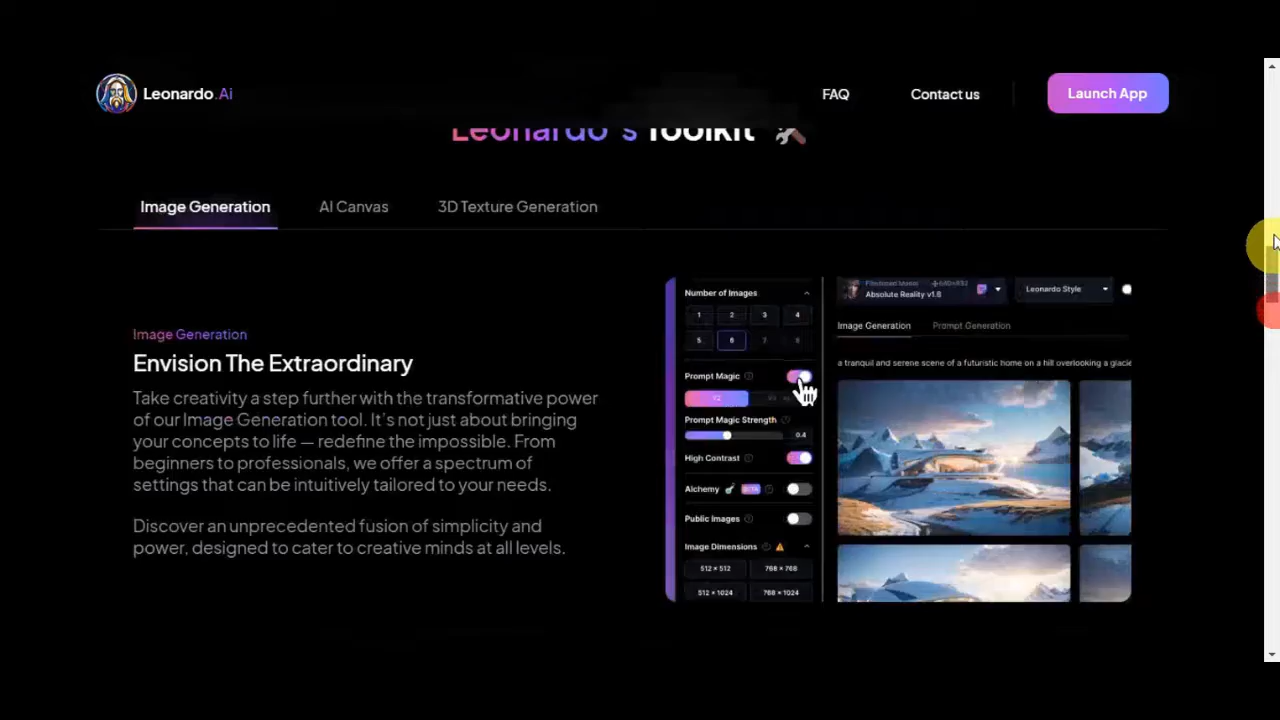 Leonardo.Ai
FAQ
Contact us
Launch App
Leonardo's Toolkit
Image Generation
AI Canvas
3D Texture Generation
Image Generation
Envision The Extraordinary
Take creativity a step further with the transformative power
of our Image Generation tool. It's not just about bringing
your concepts to life — redefine the impossible. From
beginners to professionals, we offer a spectrum of
settings that can be intuitively tailored to your needs.
Discover an unprecedented fusion of simplicity and
power, designed to cater to creative minds at all levels.
Number of Images
1 2 3 4
5 6 7 8
Prompt Magic
V2
Prompt Magic Strength
0.4
High Contrast
Alchemy
BETA
Public Images
Image Dimensions
512 × 512 768 × 768
512 × 1024 768 × 1024
Finetuned Model
Absolute Reality v1.6
Leonardo Style
Image Generation
Prompt Generation
a tranquil and serene scene of a futuristic home on a hill overlooking a glacie